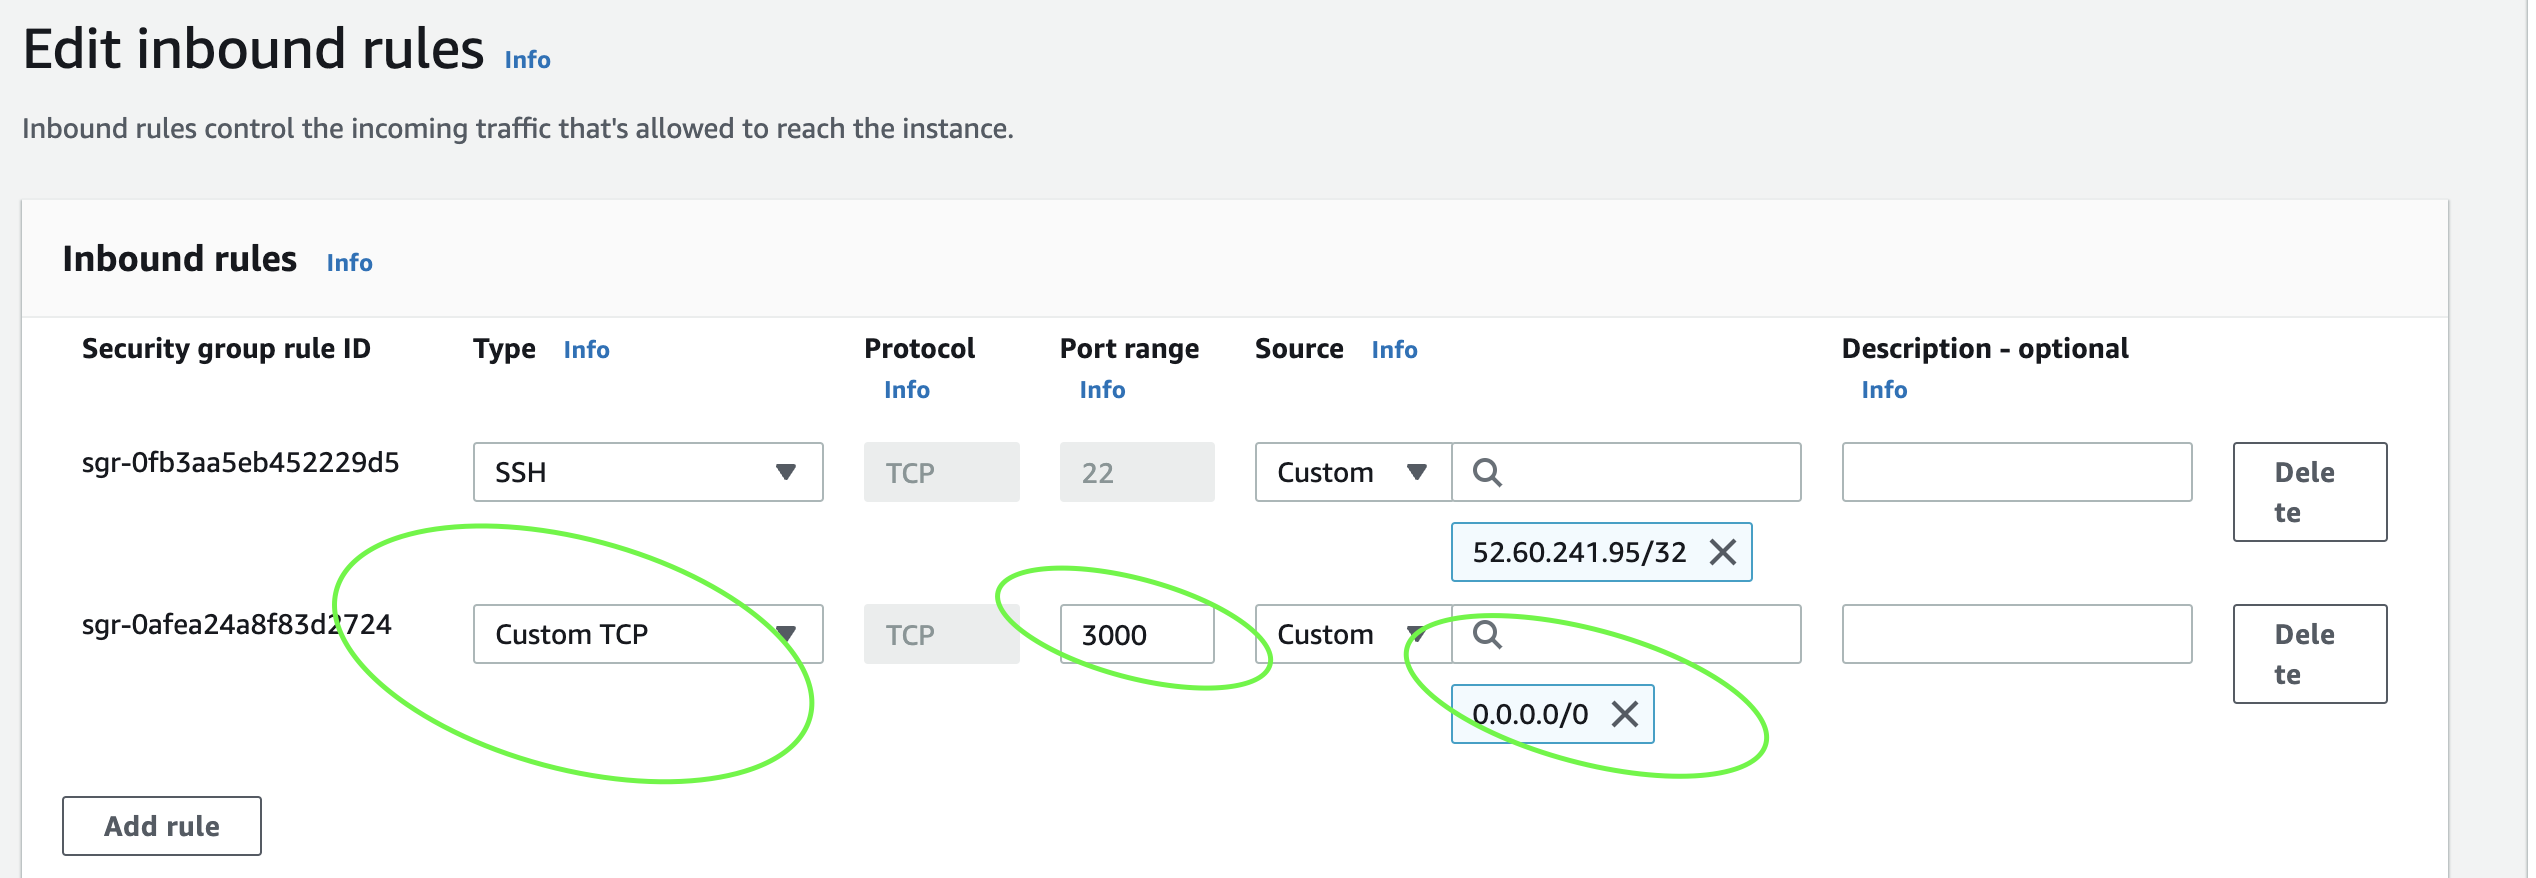 Edit inbound rules Info
Inbound rules control the incoming traffic that's allowed to reach the instance.
Inbound rules Info
Security group rule ID Type Info Protocol Info Port range Info Source Info Description - optional Info
sgr-0fb3aa5eb452229d5 SSH TCP 22 Custom Delete
52.60.241.95/32
sgr-0afea24a8f83d2724 Custom TCP TCP 3000 Custom Delete
0.0.0.0/0
Add rule